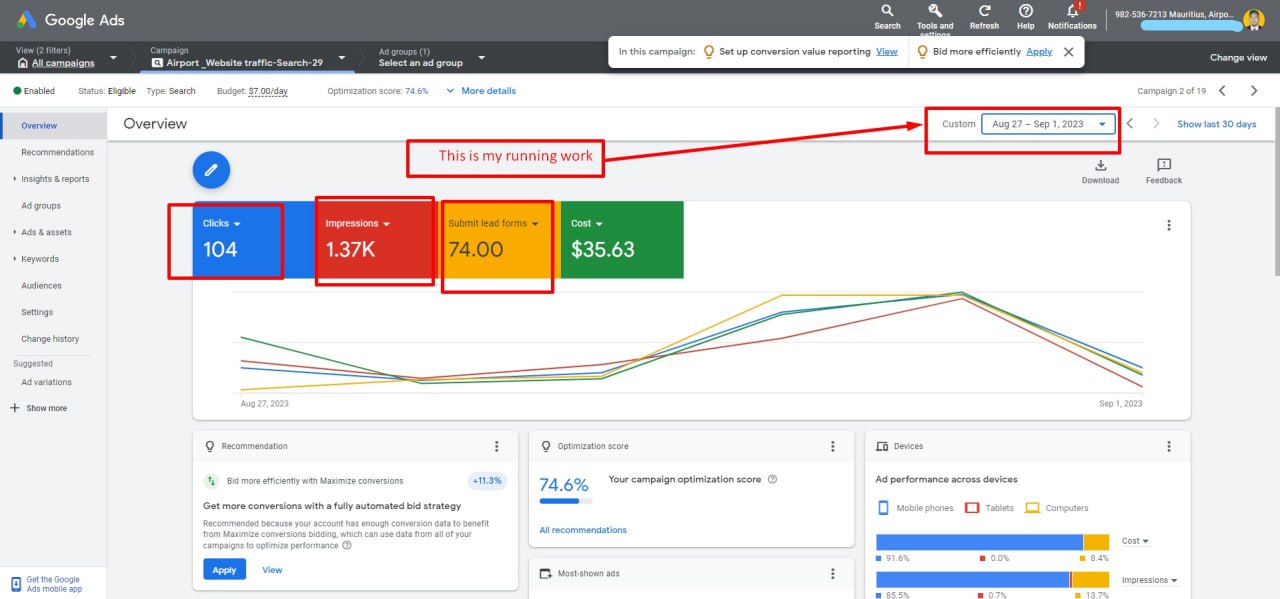 Google Ads
Search
Tools and settings
Refresh
Help
Notifications
!
982-536-7213 Mauritius, Airpo...
View (2 filters)
All campaigns
Campaign
Airport _Website traffic-Search-29
Ad groups (1)
Select an ad group
In this campaign:
Set up conversion value reporting
View
Bid more efficiently
Apply
Change view
Enabled
Status: Eligible
Type: Search
Budget: $7.00/day
Optimization score: 74.6%
More details
Campaign 2 of 19
Overview
Recommendations
Insights & reports
Ad groups
Ads & assets
Keywords
Audiences
Settings
Change history
Suggested
Ad variations
Show more
Get the Google
Ads mobile app
Overview
Custom
Aug 27 – Sep 1, 2023
Show last 30 days
This is my running work
Download
Feedback
Clicks
104
Impressions
1.37K
Submit lead forms
74.00
Cost
$35.63
Aug 27, 2023
Sep 1, 2023
Recommendation
Bid more efficiently with Maximize conversions
+11.3%
Get more conversions with a fully automated bid strategy
Recommended because your account has enough conversion data to benefit
from Maximize conversions bidding, which can use data from all of your
campaigns to optimize performance
Apply
View
Optimization score
74.6%
Your campaign optimization score
All recommendations
Most-shown ads
Devices
Ad performance across devices
Mobile phones
Tablets
Computers
Cost
91.6%
0.0%
8.4%
Impressions
85.5%
0.7%
13.7%